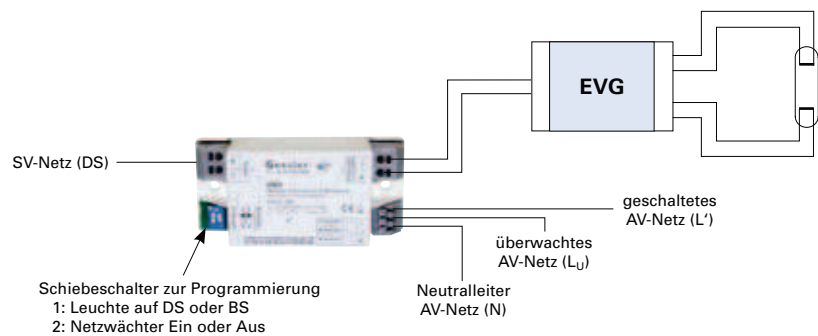 EVG
SV-Netz (DS)
geschaltetes
AV-Netz (L‘)
überwachtes
AV-Netz (LU)
Neutralleiter
AV-Netz (N)
Schiebeschalter zur Programmierung
1: Leuchte auf DS oder BS
2: Netzwächter Ein oder Aus